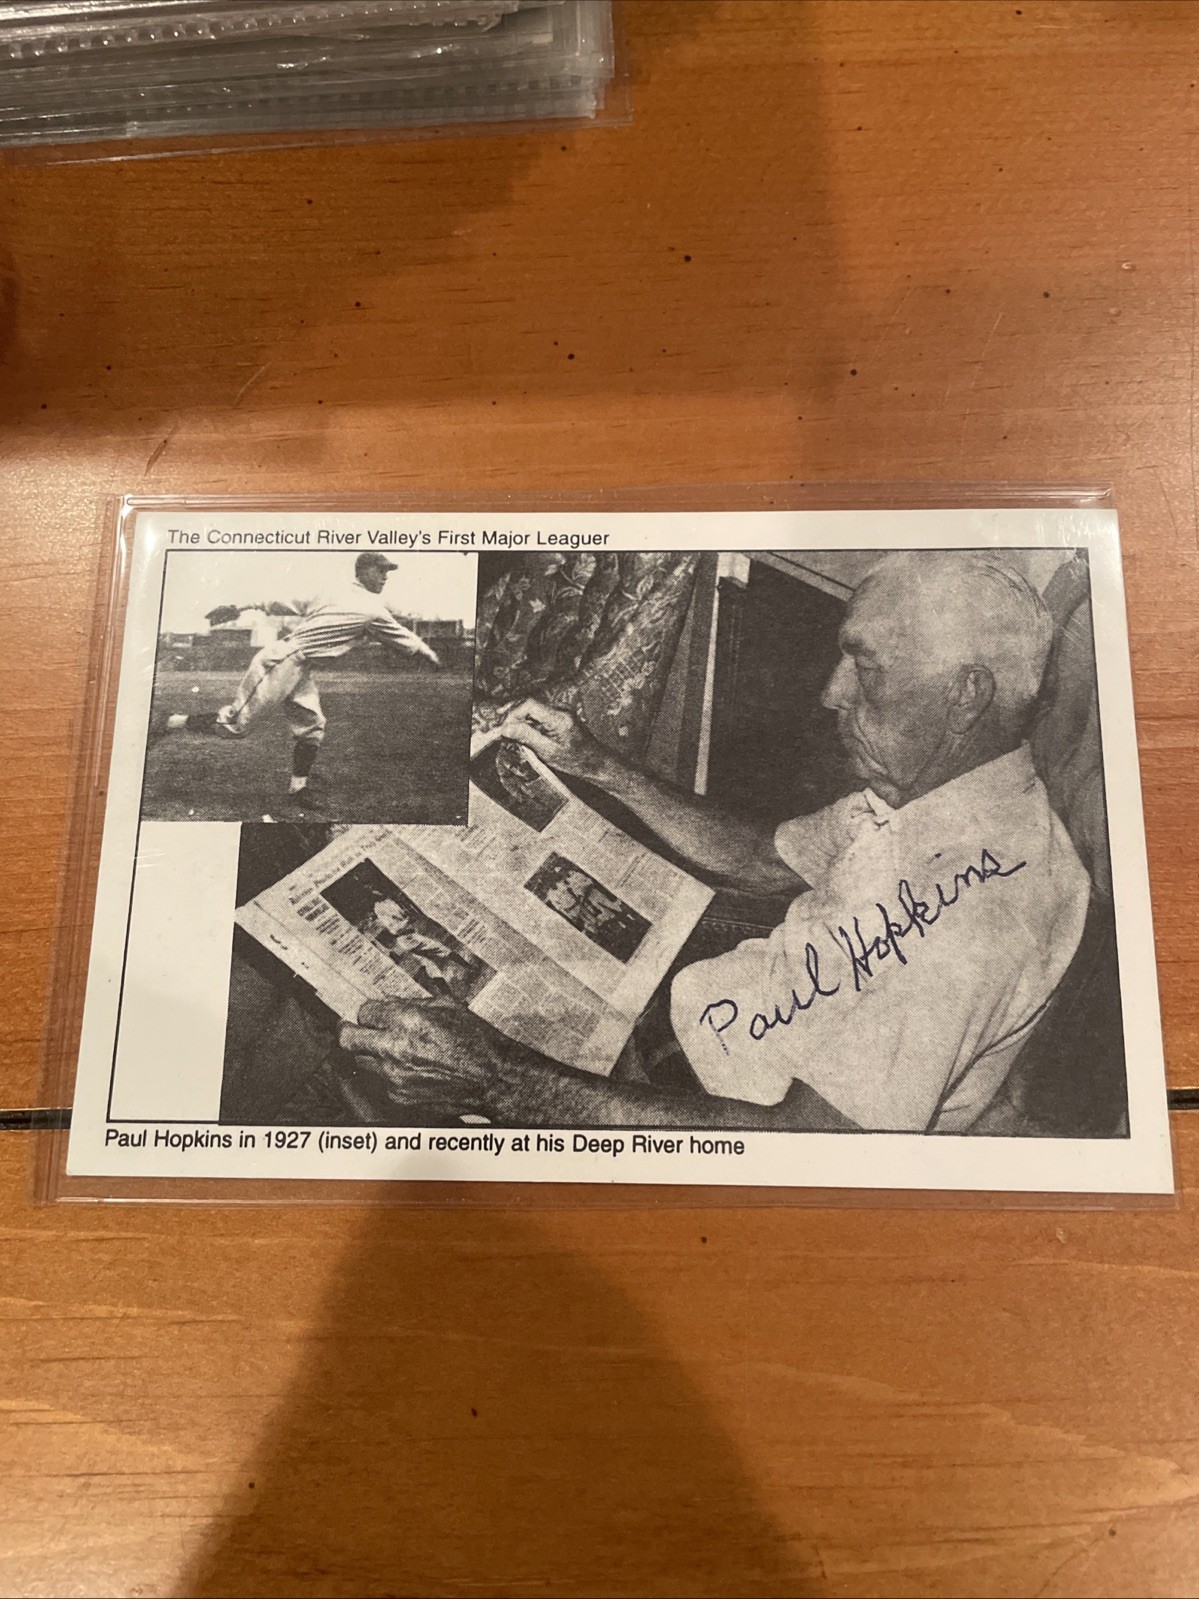 The Connecticut River Valley's First Major Leaguer
Paul Hopkins
Paul Hopkins in 1927 (inset) and recently at his Deep River home